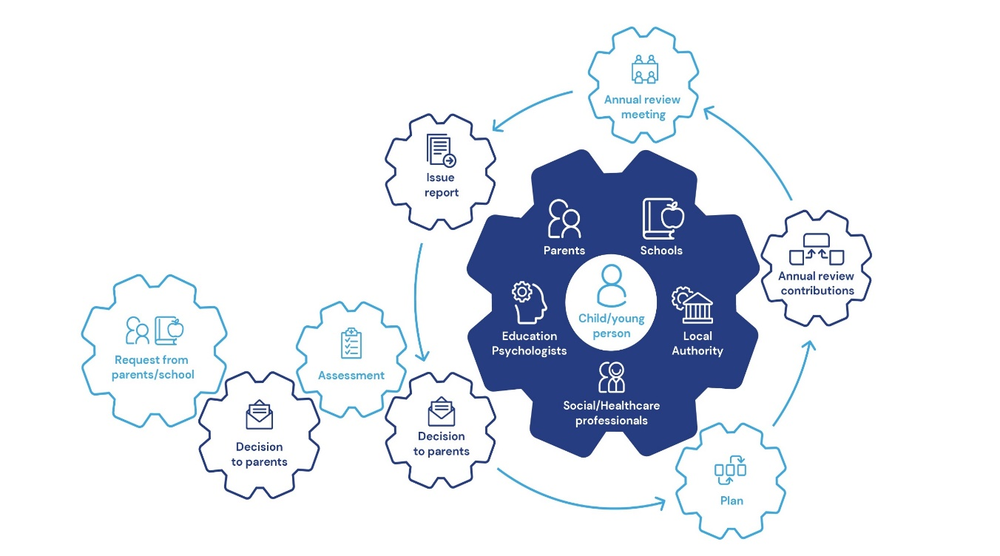 Annual review
meeting
Issue
report
Parents
Schools
Annual review
contributions
Child/young
person
Education
Psychologists
Local
Authority
Request from
parents/school
Assessment
Social/Healthcare
professionals
Decision
to parents
Decision
to parents
Plan